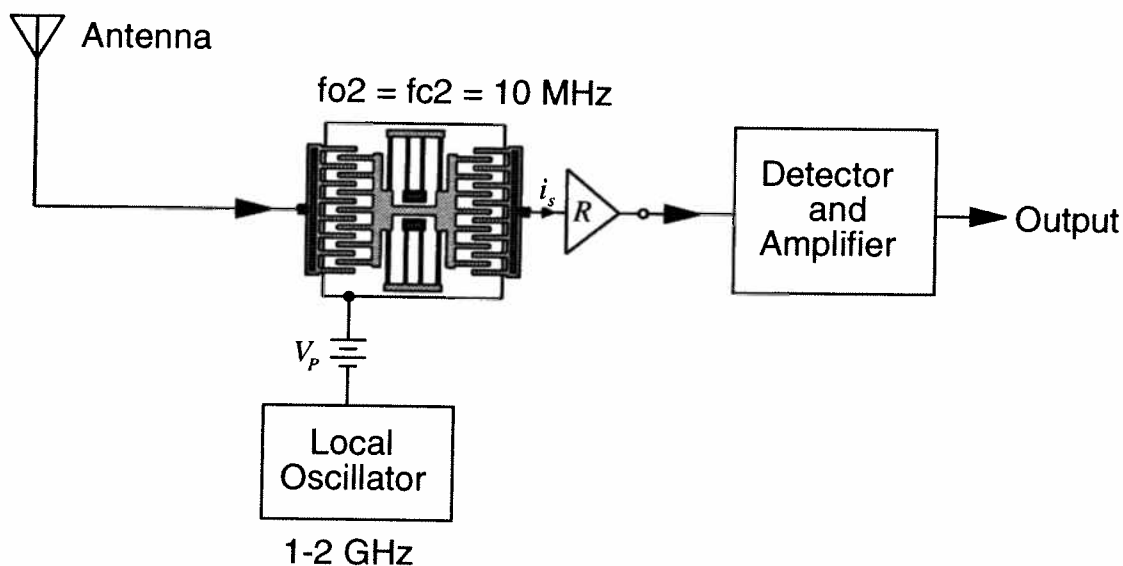 Antenna
fo2 = fc2 = 10 MHz
i_s
R
Detector
and
Amplifier
Output
V_P
Local
Oscillator
1-2 GHz